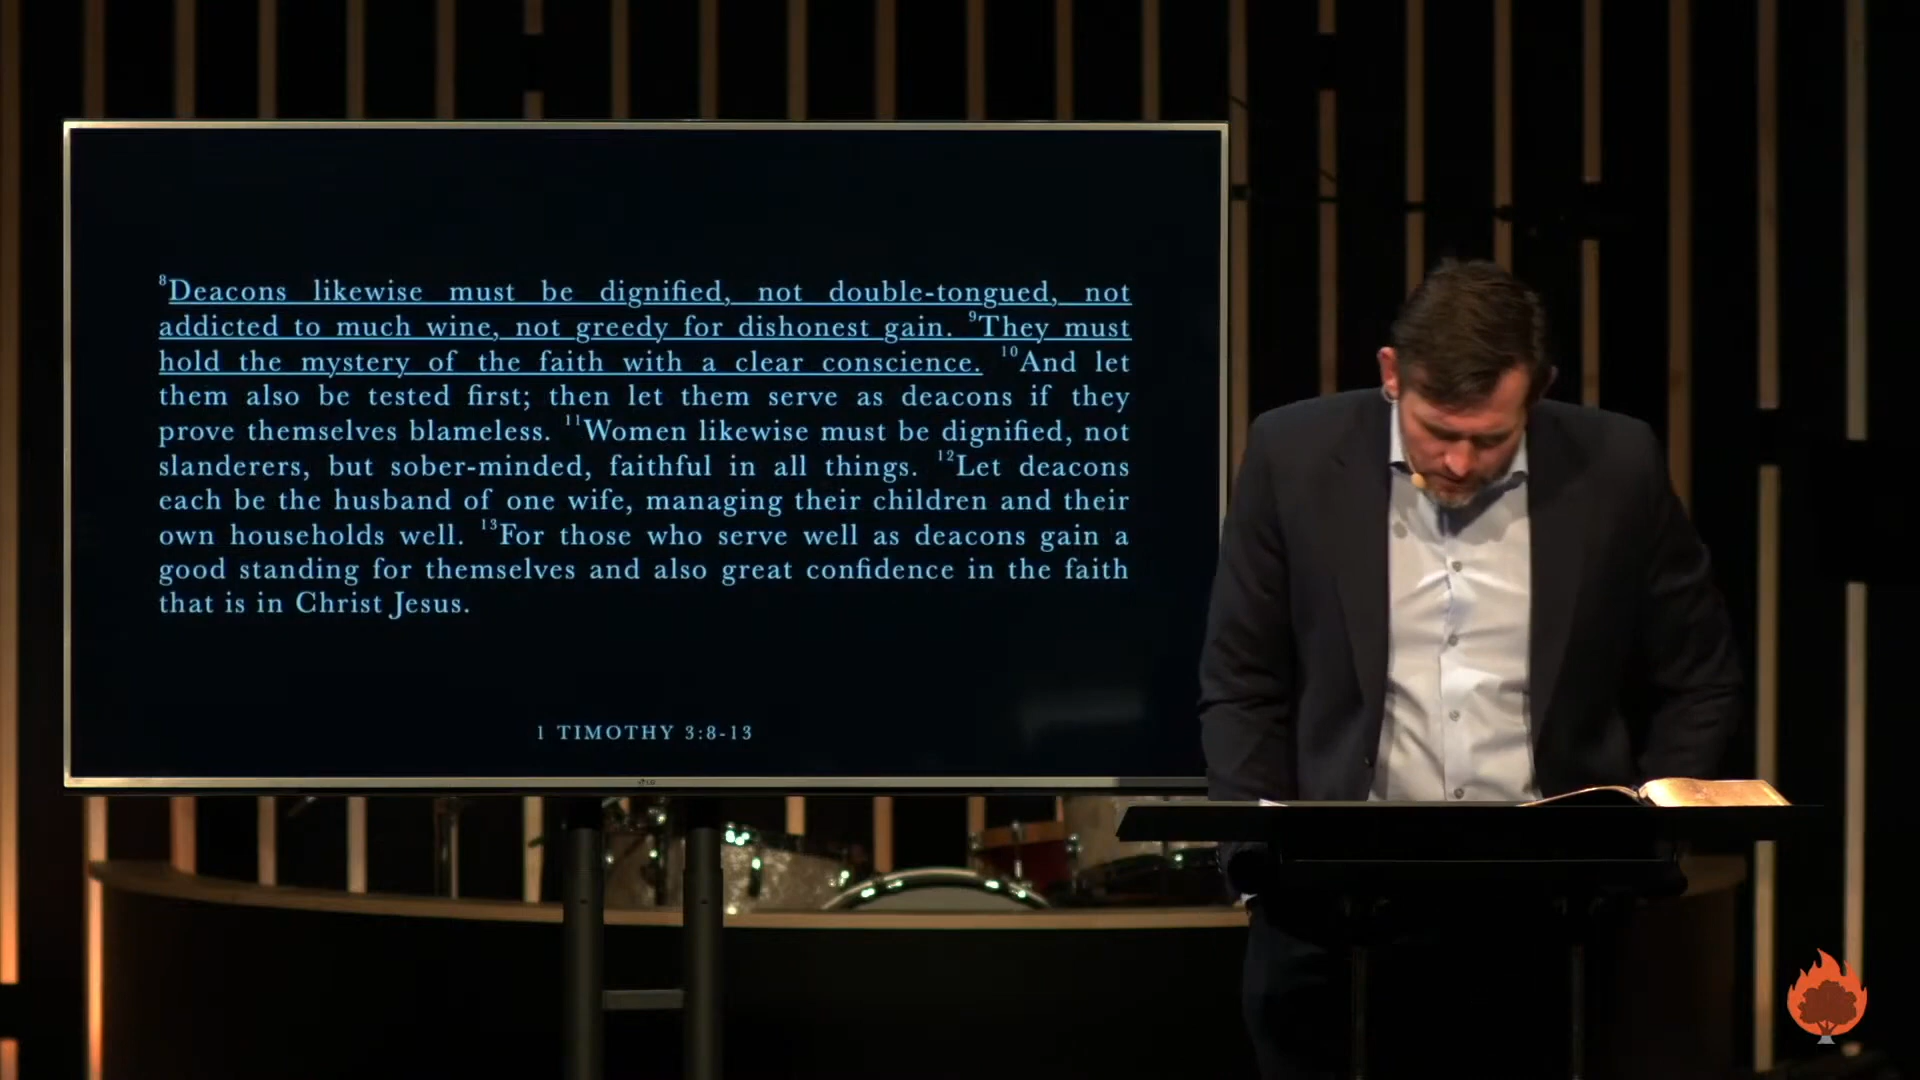 ⁸Deacons likewise must be dignified, not double-tongued, not
addicted to much wine, not greedy for dishonest gain. ⁹They must
hold the mystery of the faith with a clear conscience. ¹⁰And let
them also be tested first; then let them serve as deacons if they
prove themselves blameless. ¹¹Women likewise must be dignified, not
slanderers, but sober-minded, faithful in all things. ¹²Let deacons
each be the husband of one wife, managing their children and their
own households well. ¹³For those who serve well as deacons gain a
good standing for themselves and also great confidence in the faith
that is in Christ Jesus.
1 TIMOTHY 3:8-13